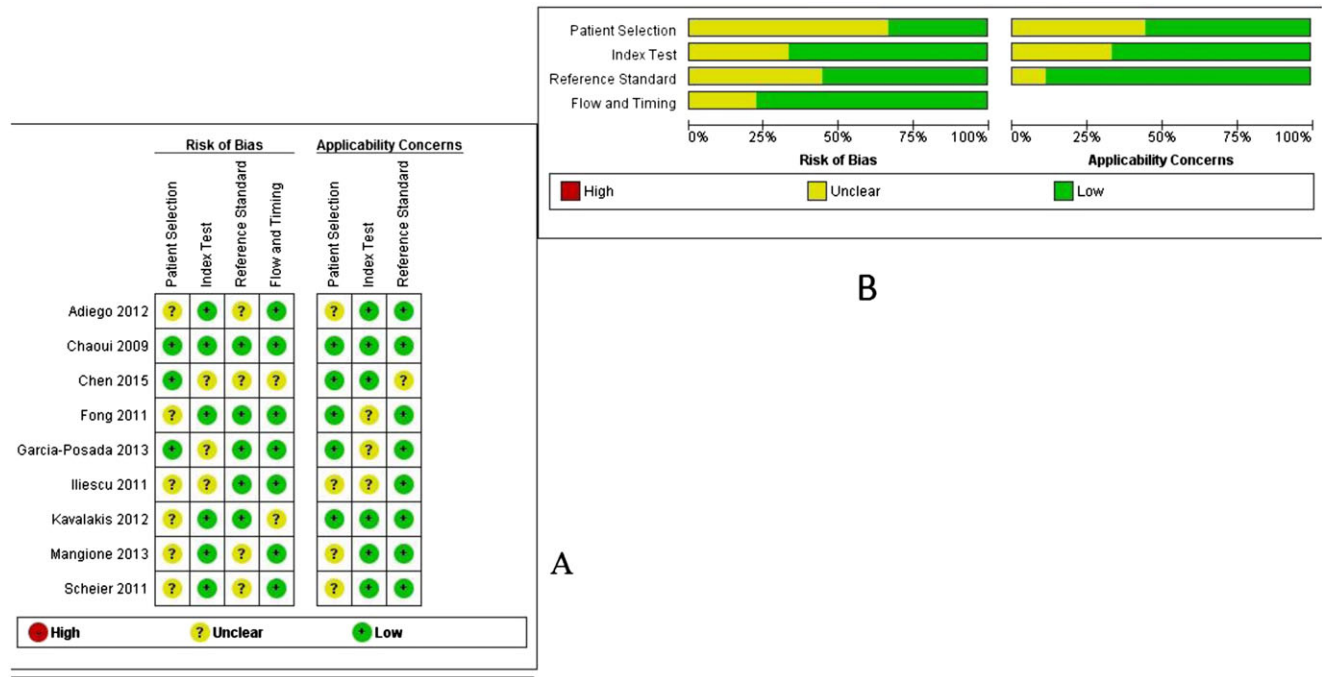 Risk of Bias Applicability Concerns
Patient Selection
Index Test
Reference Standard
Flow and Timing
Patient Selection
Index Test
Reference Standard
Adiego 2012 ? + ? + ? + +
Chaoui 2009 + + + + + + +
Chen 2015 + ? ? ? + + ?
Fong 2011 ? + + + + ? +
Garcia-Posada 2013 + ? + + + ? +
Iliescu 2011 ? ? + + ? ? +
Kavalakis 2012 ? + + ? + + +
Mangione 2013 ? + ? + ? + +
Scheier 2011 ? + ? + ? + +
- High ? Unclear + Low
A
Patient Selection
Index Test
Reference Standard
Flow and Timing
0% 25% 50% 75% 100% 0% 25% 50% 75% 100%
Risk of Bias Applicability Concerns
High Unclear Low
B